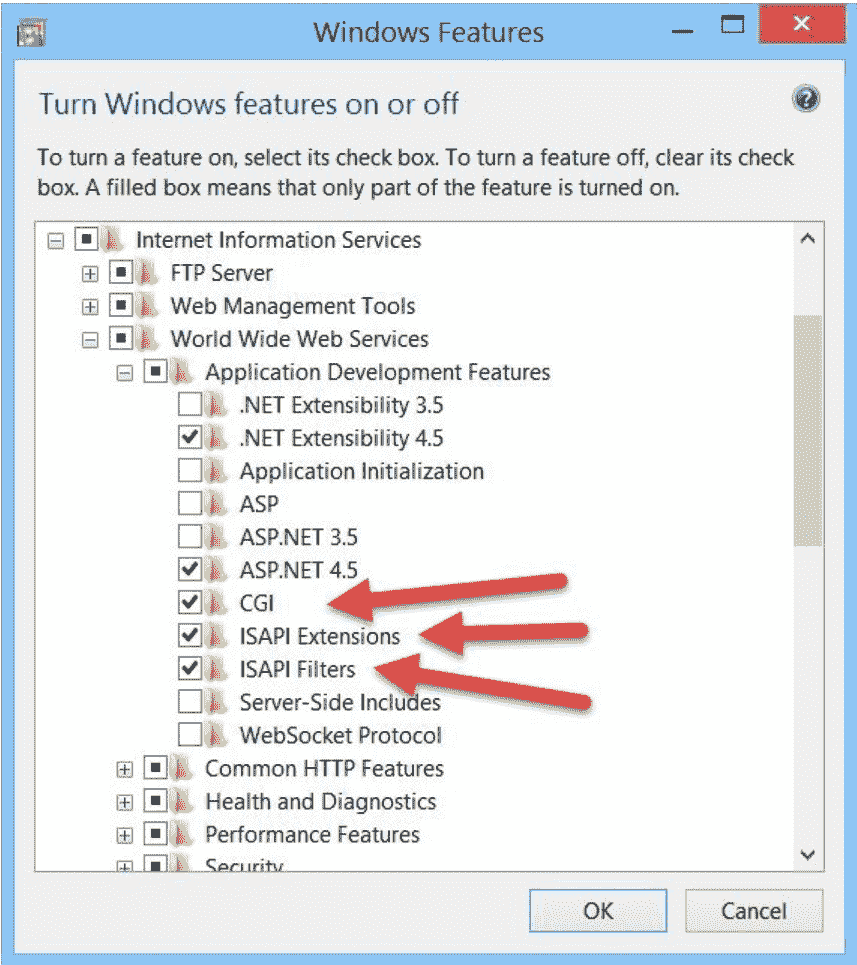 Windows Features
Turn Windows features on or off
To turn a feature on, select its check box. To turn a feature off, clear its check
box. A filled box means that only part of the feature is turned on.
Internet Information Services
FTP Server
Web Management Tools
World Wide Web Services
Application Development Features
.NET Extensibility 3.5
.NET Extensibility 4.5
Application Initialization
ASP
ASP.NET 3.5
ASP.NET 4.5
CGI
ISAPI Extensions
ISAPI Filters
Server-Side Includes
WebSocket Protocol
Common HTTP Features
Health and Diagnostics
Performance Features
Security
OK Cancel